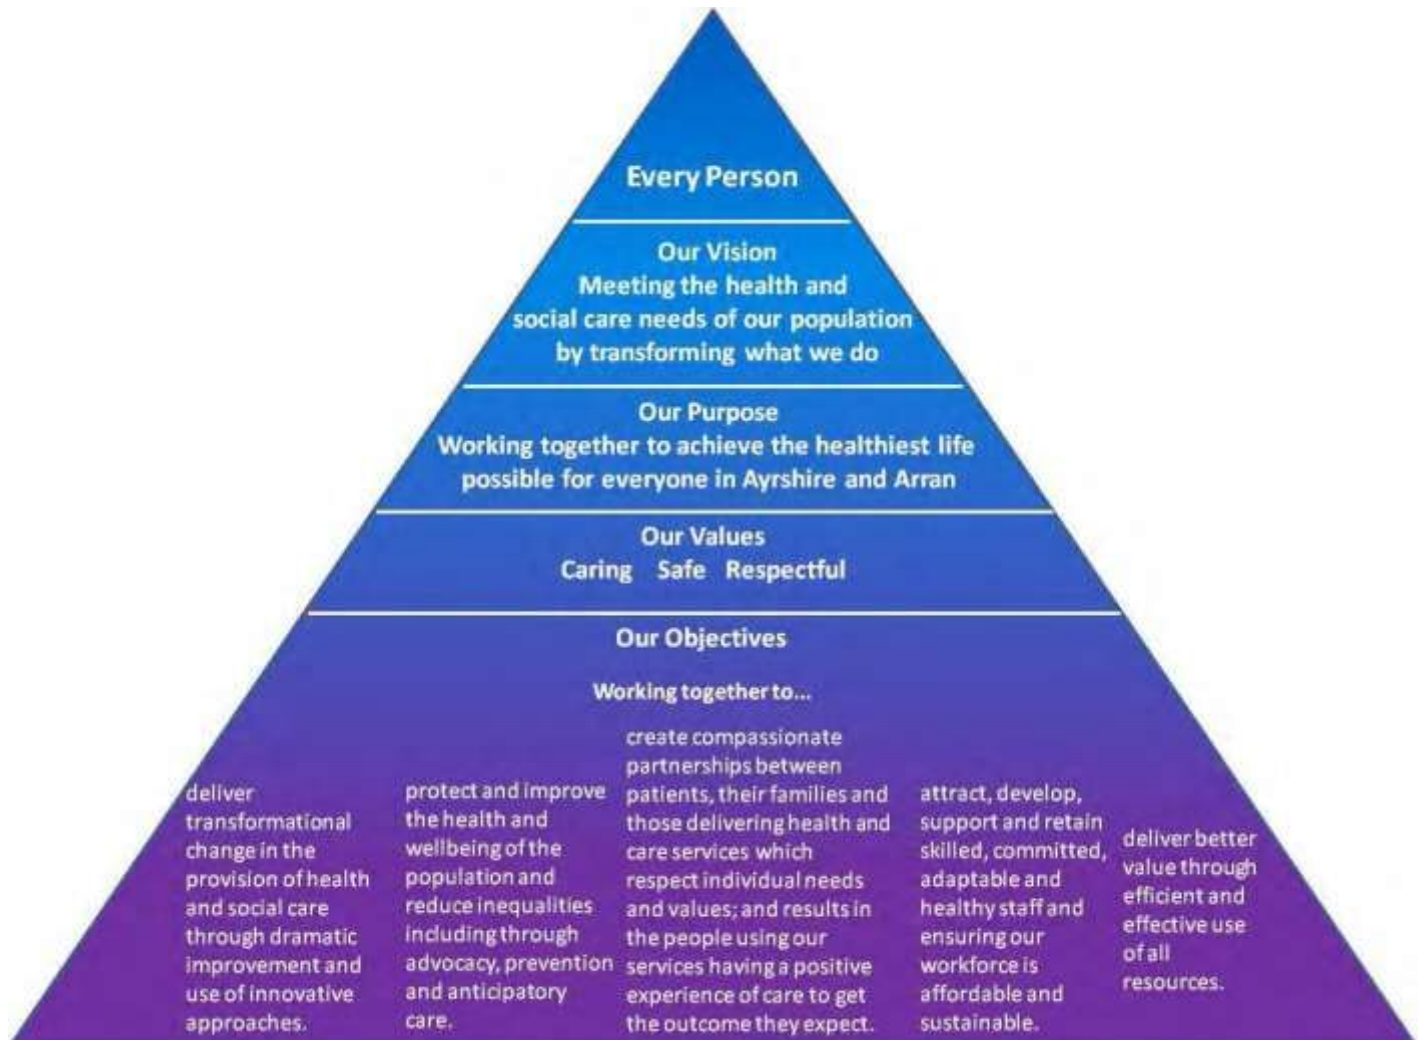 Every Person
Our Vision
Meeting the health and
social care needs of our population
by transforming what we do
Our Purpose
Working together to achieve the healthiest life
possible for everyone in Ayrshire and Arran
Our Values
Caring Safe Respectful
Our Objectives
Working together to...
deliver
transformational
change in the
provision of health
and social care
through dramatic
improvement and
use of innovative
approaches.
protect and improve
the health and
wellbeing of the
population and
reduce inequalities
including through
advocacy, prevention
and anticipatory
care.
create compassionate
partnerships between
patients, their families and
those delivering health and
care services which
respect individual needs
and values; and results in
the people using our
services having a positive
experience of care to get
the outcome they expect.
attract, develop,
support and retain
skilled, committed,
adaptable and
healthy staff and
ensuring our
workforce is
affordable and
sustainable.
deliver better
value through
efficient and
effective use
of all
resources.